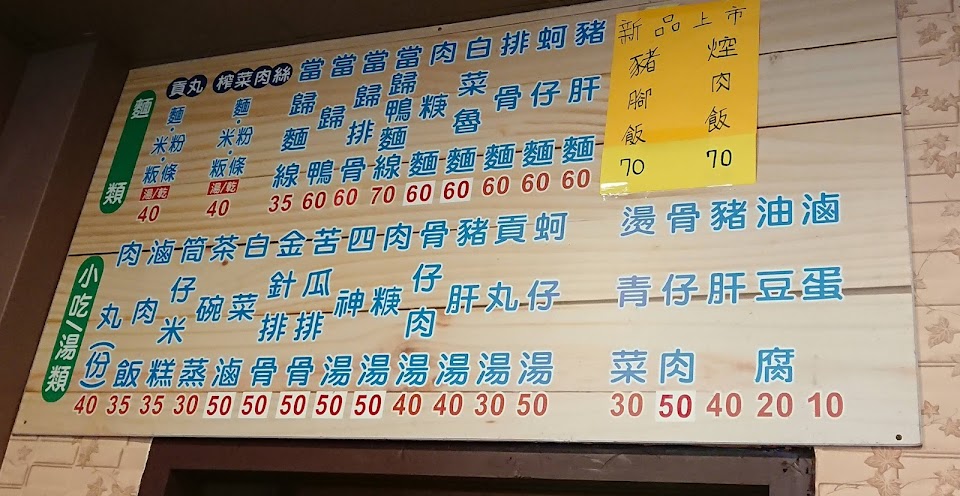 麵類
貢丸
麵·米粉·粄條
湯/乾
40
榨菜肉絲
麵·米粉·粄條
湯/乾
40
當歸麵線
35
當歸鴨
60
當歸排骨
60
當歸鴨麵線
70
肉糠麵
60
白菜魯麵
60
排骨麵
60
蚵仔麵
60
豬肝麵
60
新品上市
豬腳飯
70
焢肉飯
70
小吃/湯類
肉丸(份)
40
滷肉飯
35
筒仔米糕
35
茶碗蒸
30
白菜滷
50
金針排骨
50
苦瓜排骨
50
四神湯
50
肉糠湯
50
骨仔肉湯
40
豬肝湯
40
貢丸湯
30
蚵仔湯
50
燙青菜
30
骨仔肉
50
豬肝
40
油豆腐
20
滷蛋
10